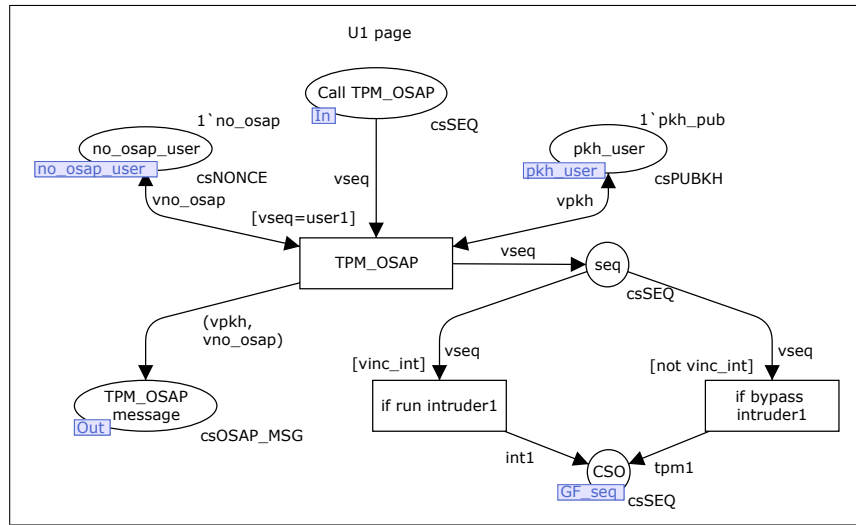 U1 page
Call TPM_OSAP
In
csSEQ
1`no_osap
no_osap_user
no_osap_user
csNONCE
1`pkh_pub
pkh_user
pkh_user
csPUBKH
vseq
vno_osap
vpkh
[vseq=user1]
TPM_OSAP
vseq
seq
csSEQ
(vpkh,
vno_osap)
vseq
vseq
[vinc_int]
[not vinc_int]
TPM_OSAP
message
Out
csOSAP_MSG
if run intruder1
if bypass
intruder1
int1
tpm1
CSO
GF_seq
csSEQ